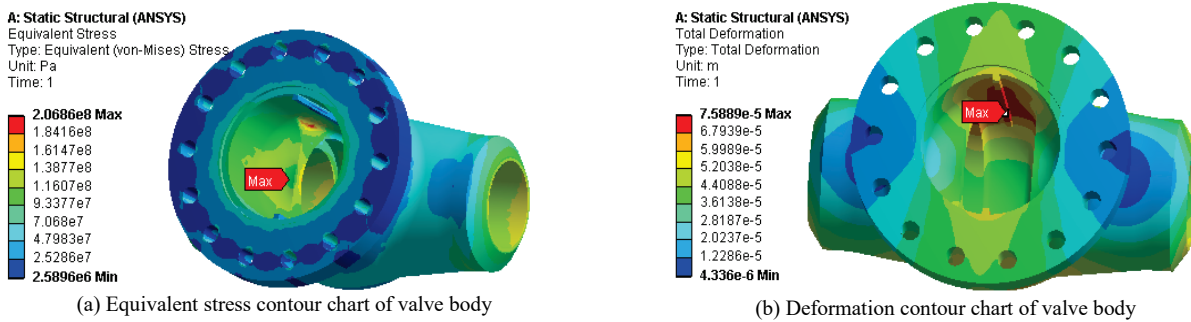 A: Static Structural (ANSYS)
Equivalent Stress
Type: Equivalent (von-Mises) Stress
Unit: Pa
Time: 1
2.0686e8 Max
1.8416e8
1.6147e8
1.3877e8
1.1607e8
9.3377e7
7.068e7
4.7983e7
2.5286e7
2.5896e6 Min
Max
(a) Equivalent stress contour chart of valve body
A: Static Structural (ANSYS)
Total Deformation
Type: Total Deformation
Unit: m
Time: 1
7.5889e-5 Max
6.7939e-5
5.9989e-5
5.2038e-5
4.4088e-5
3.6138e-5
2.8187e-5
2.0237e-5
1.2286e-5
4.336e-6 Min
Max
(b) Deformation contour chart of valve body